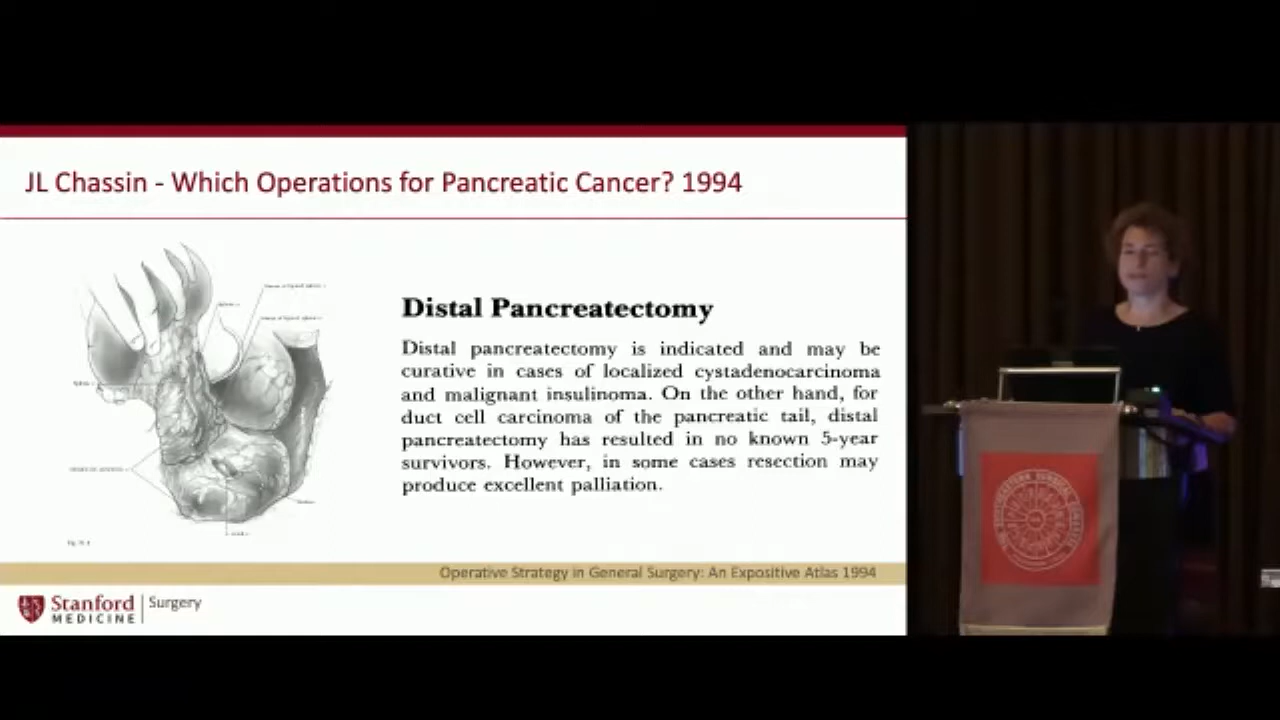 JL Chassin - Which Operations for Pancreatic Cancer? 1994
Distal Pancreatectomy
Distal pancreatectomy is indicated and may be
curative in cases of localized cystadenocarcinoma
and malignant insulinoma. On the other hand, for
duct cell carcinoma of the pancreatic tail, distal
pancreatectomy has resulted in no known 5-year
survivors. However, in some cases resection may
produce excellent palliation.
Operative Strategy in General Surgery: An Expositive Atlas 1994
Stanford
MEDICINE
Surgery